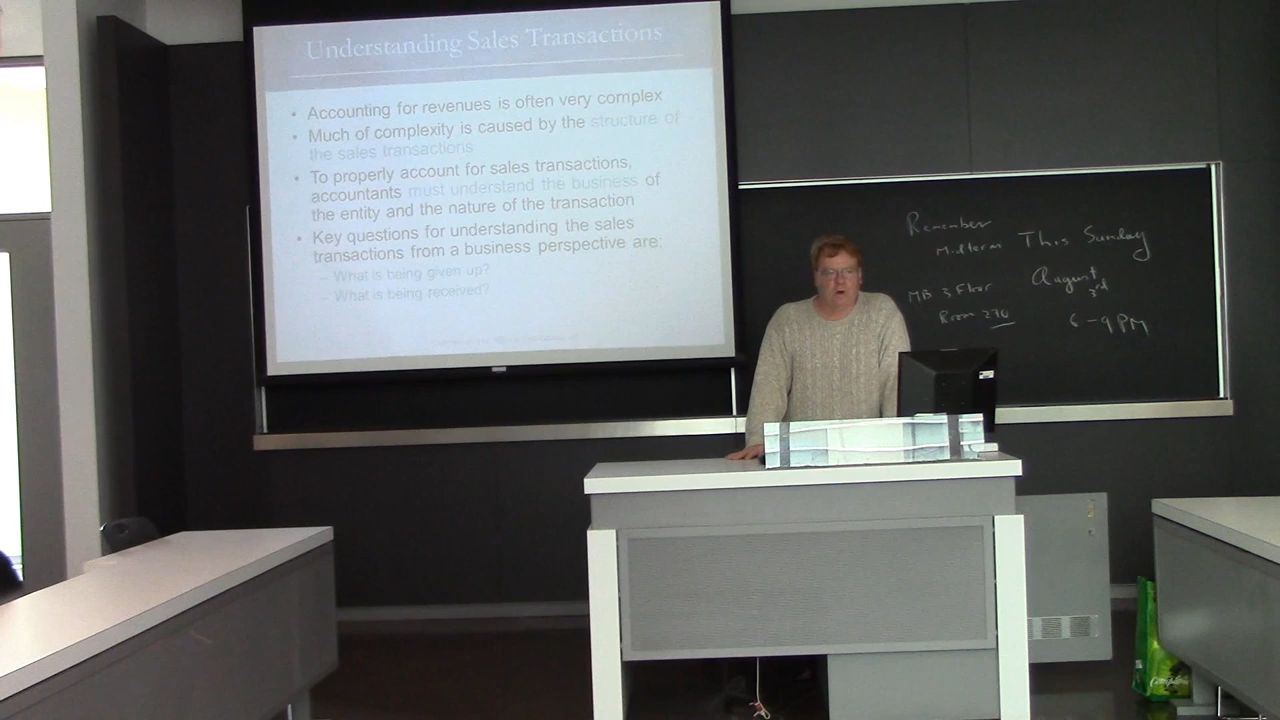 Understanding Sales Transactions
• Accounting for revenues is often very complex
• Much of complexity is caused by the structure of
the sales transactions
• To properly account for sales transactions,
accountants must understand the business of
the entity and the nature of the transaction
• Key questions for understanding the sales
transactions from a business perspective are:
– What is being given up?
– What is being received?
Remember
Midterm This Sunday
August
3rd
MB 3 Floor
Room 270
6-9 PM